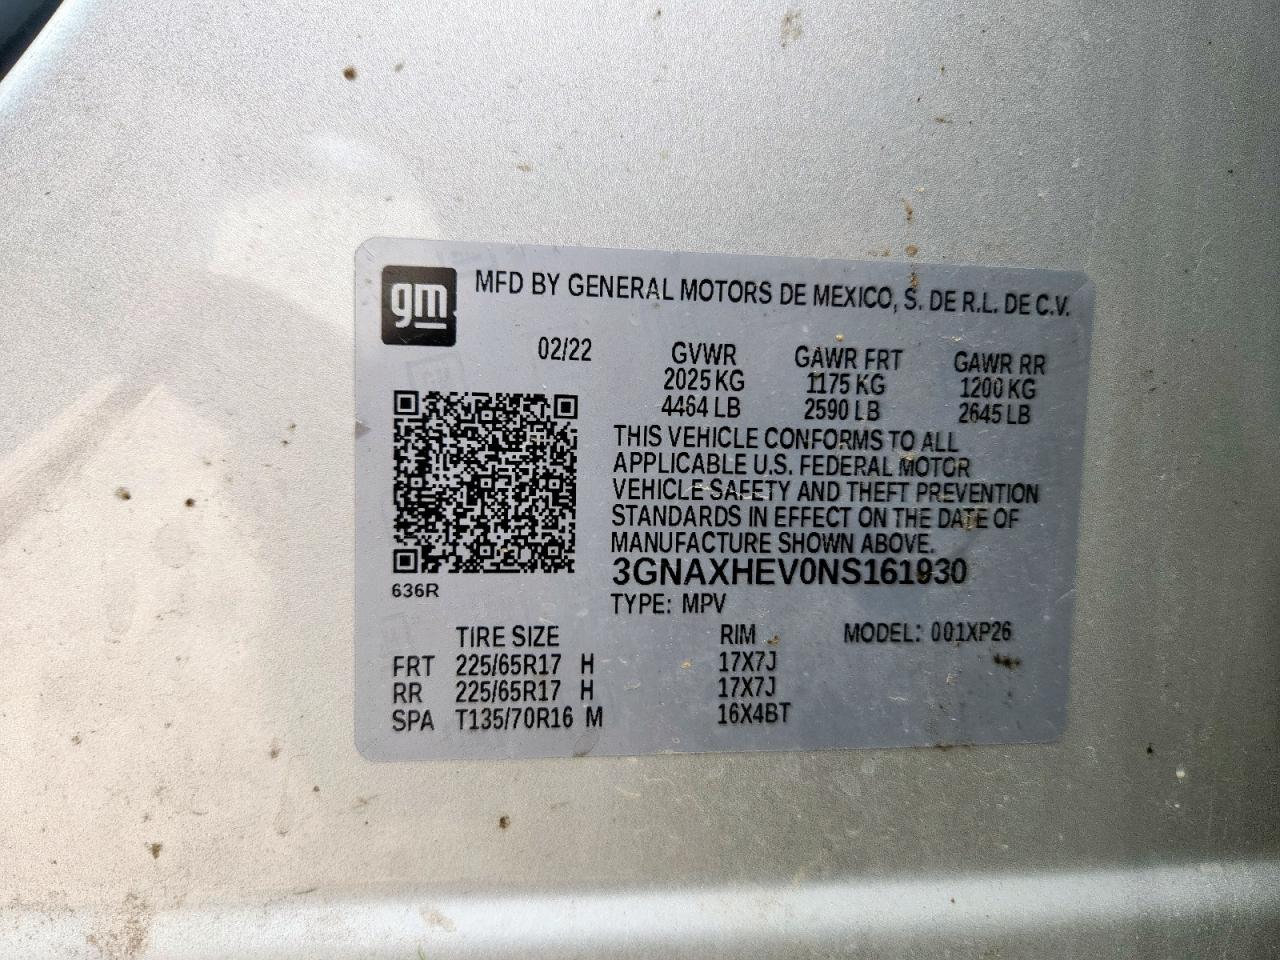 gm
MFD BY GENERAL MOTORS DE MEXICO, S. DE R.L. DE C.V.
02/22 GVWR GAWR FRT GAWR RR
2025 KG 1175 KG 1200 KG
4464 LB 2590 LB 2645 LB
THIS VEHICLE CONFORMS TO ALL
APPLICABLE U.S. FEDERAL MOTOR
VEHICLE SAFETY AND THEFT PREVENTION
STANDARDS IN EFFECT ON THE DATE OF
MANUFACTURE SHOWN ABOVE.
3GNAXHEV0NS161930
636R
TYPE: MPV
TIRE SIZE RIM MODEL: 001XP26
FRT 225/65R17 H 17X7J
RR 225/65R17 H 17X7J
SPA T135/70R16 M 16X4BT